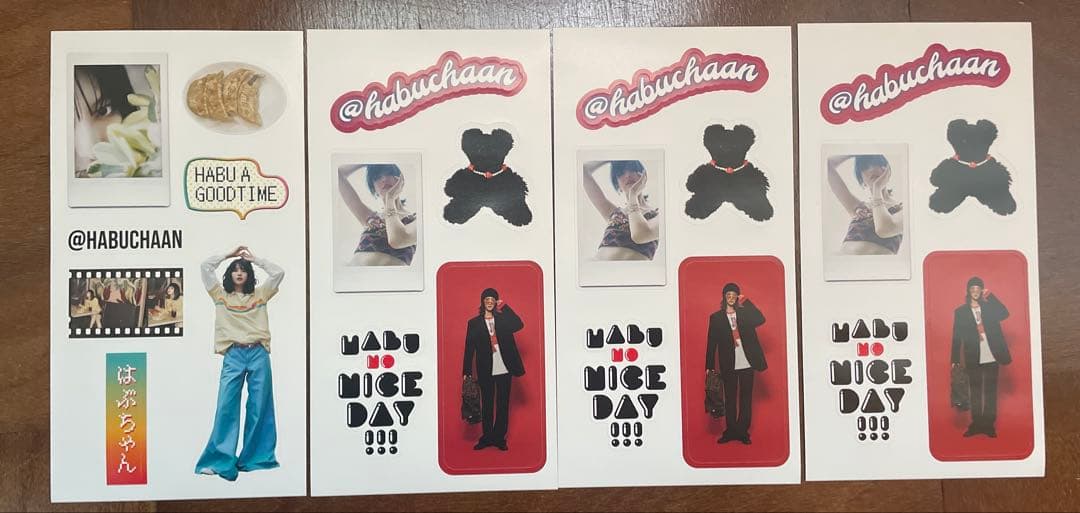 HABU A
GOODTIME
@HABUCHAAN
はぶちゃん
@habuchaan
HABU
NO
NICE
DAY
!!!
@habuchaan
HABU
NO
NICE
DAY
!!!
@habuchaan
HABU
NO
NICE
DAY
!!!